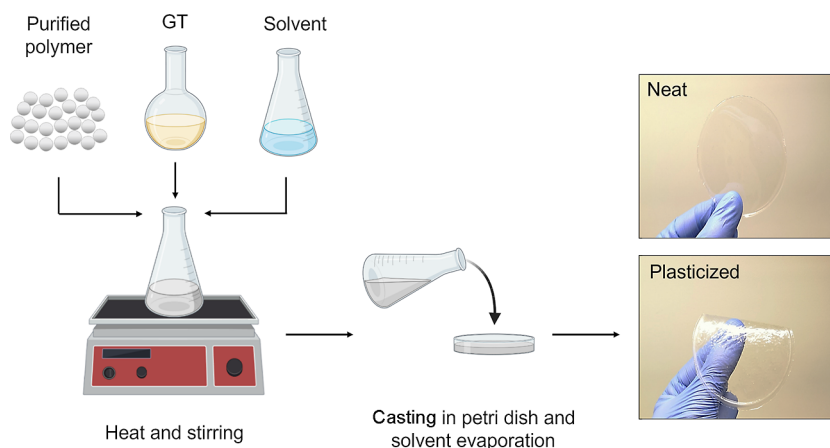 Purified
polymer
GT
Solvent
Heat and stirring
Casting in petri dish and
solvent evaporation
Neat
Plasticized